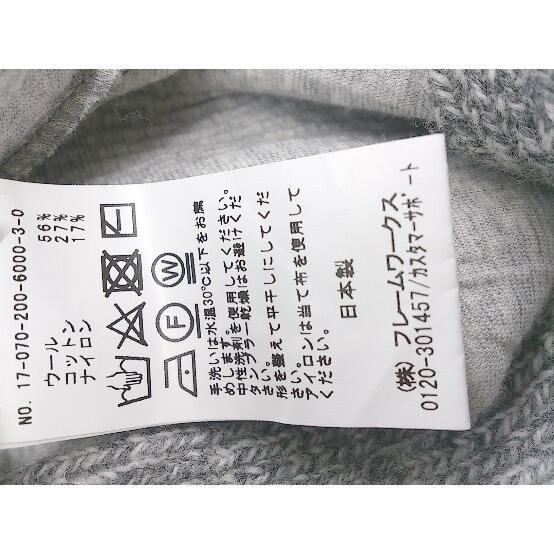 NO. 17-070-200-6000-3-0
ウール 56%
コットン 27%
ナイロン 17%
W
F
手洗いは水温30℃以下をお薦
めします。
中性洗剤を使用してください。
タンブラー乾燥はお避けくだ
さい。
形を整えて平干しにしてくだ
さい。
アイロンは当て布を使用して
ください。
日本製
(株) フレームワークス
0120-301457/カスタマーサポート